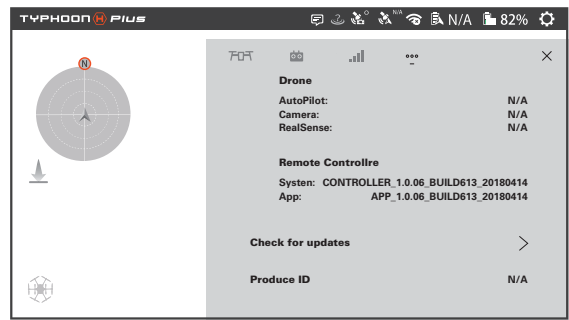 TYPHOON H Plus
N/A
N/A
82%
N
Drone
AutoPilot: N/A
Camera: N/A
RealSense: N/A
Remote Controllre
Systen: CONTROLLER_1.0.06_BUILD613_20180414
App: APP_1.0.06_BUILD613_20180414
Check for updates
Produce ID N/A